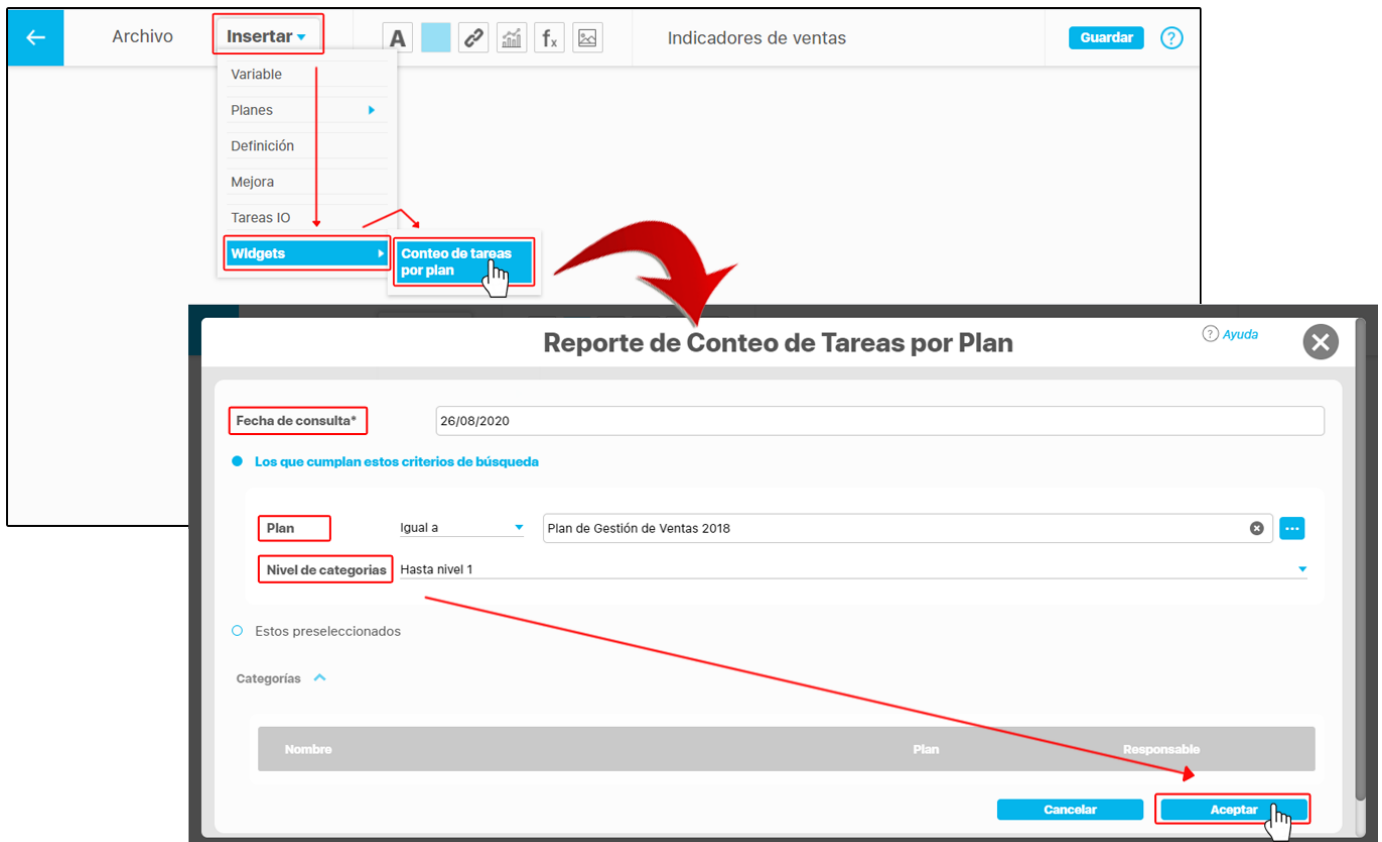 Archivo
Insertar
A
fx
Indicadores de ventas
Guardar
?
Variable
Planes
Definición
Mejora
Tareas IO
Widgets
Conteo de tareas
por plan
Reporte de Conteo de Tareas por Plan
? Ayuda
Fecha de consulta*
26/08/2020
Los que cumplan estos criterios de búsqueda
Plan
Igual a
Plan de Gestión de Ventas 2018
...
Nivel de categorías
Hasta nivel 1
Estos preseleccionados
Categorías
Nombre
Plan
Responsable
Cancelar
Aceptar